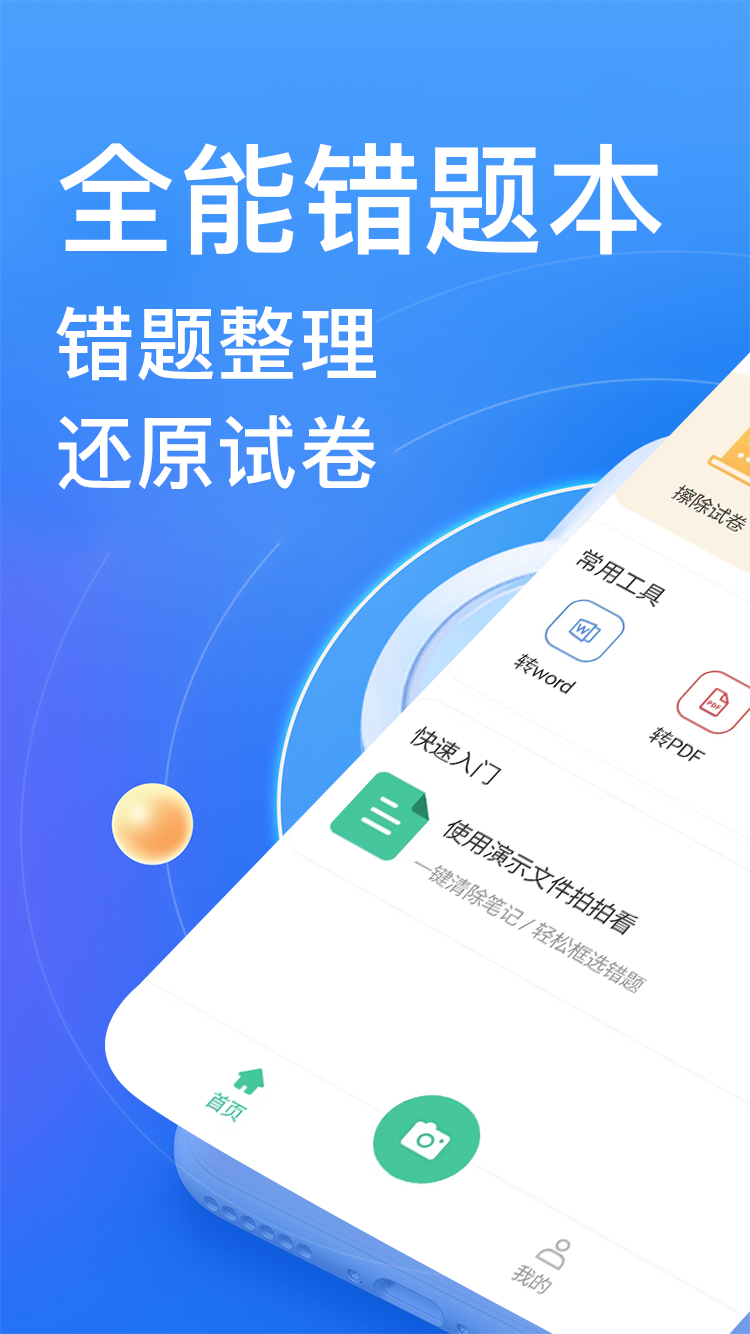 全能错题本
错题整理
还原试卷
擦除试卷
常用工具
W
转word
PDF
转PDF
快速入门
使用演示文件拍拍看
一键清除笔记 / 轻松框选错题
首页
我的